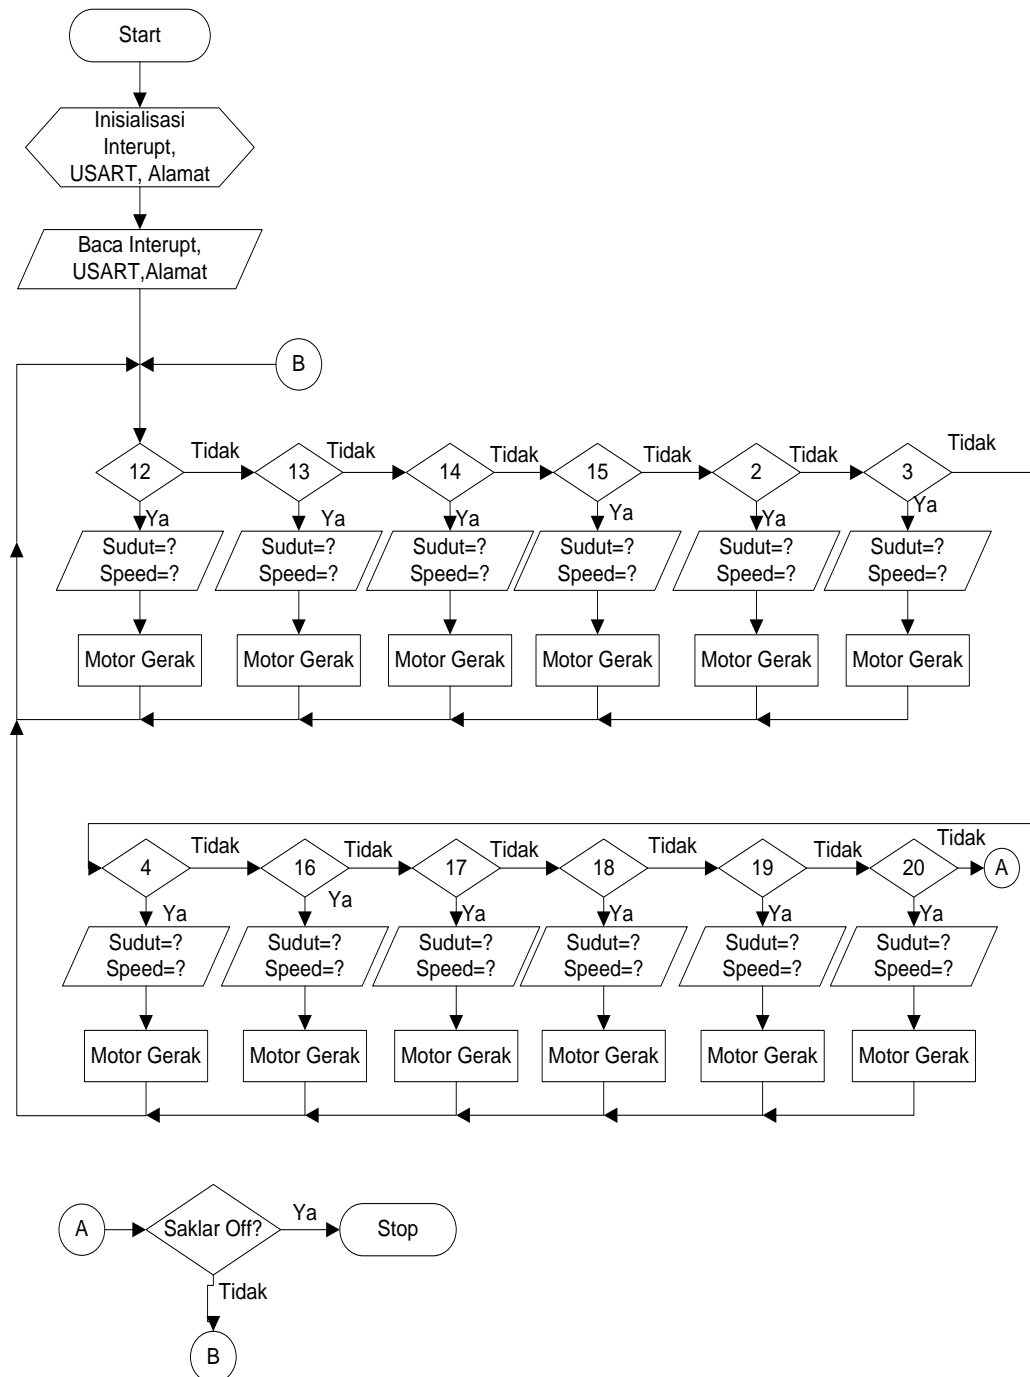 Start
Inisialisasi
Interupt,
USART, Alamat
Baca Interupt,
USART,Alamat
B
Tidak
Tidak
Tidak
Tidak
Tidak
Tidak
12
13
14
15
2
3
Ya
Ya
Ya
Ya
Ya
Ya
Sudut=?
Speed=?
Sudut=?
Speed=?
Sudut=?
Speed=?
Sudut=?
Speed=?
Sudut=?
Speed=?
Sudut=?
Speed=?
Motor Gerak
Motor Gerak
Motor Gerak
Motor Gerak
Motor Gerak
Motor Gerak
Tidak
Tidak
Tidak
Tidak
Tidak
Tidak
4
16
17
18
19
20
A
Ya
Ya
Ya
Ya
Ya
Ya
Sudut=?
Speed=?
Sudut=?
Speed=?
Sudut=?
Speed=?
Sudut=?
Speed=?
Sudut=?
Speed=?
Sudut=?
Speed=?
Motor Gerak
Motor Gerak
Motor Gerak
Motor Gerak
Motor Gerak
Motor Gerak
A
Saklar Off?
Ya
Stop
Tidak
B